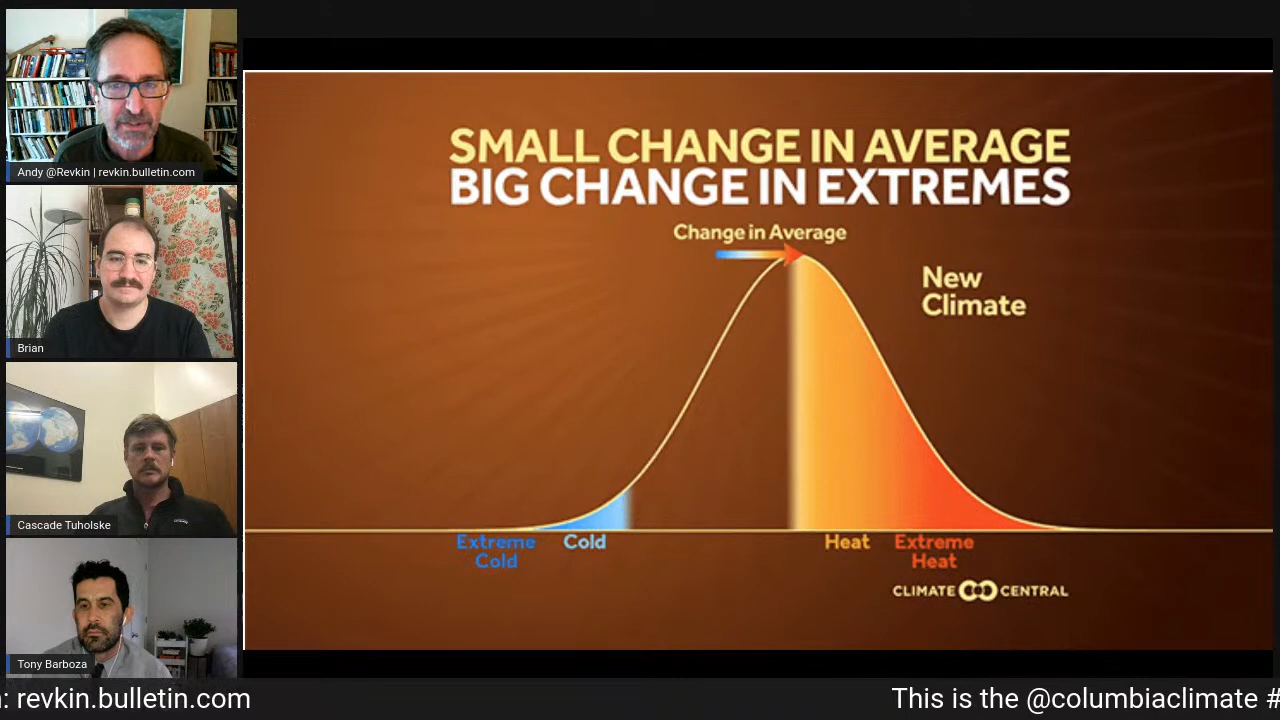 Andy @Revkin | revkin.bulletin.com
Brian
Cascade Tuholske
Tony Barboza
SMALL CHANGE IN AVERAGE
BIG CHANGE IN EXTREMES
Change in Average
New
Climate
Extreme
Cold
Cold
Heat
Extreme
Heat
CLIMATE CENTRAL
: revkin.bulletin.com
This is the @columbiaclimate #